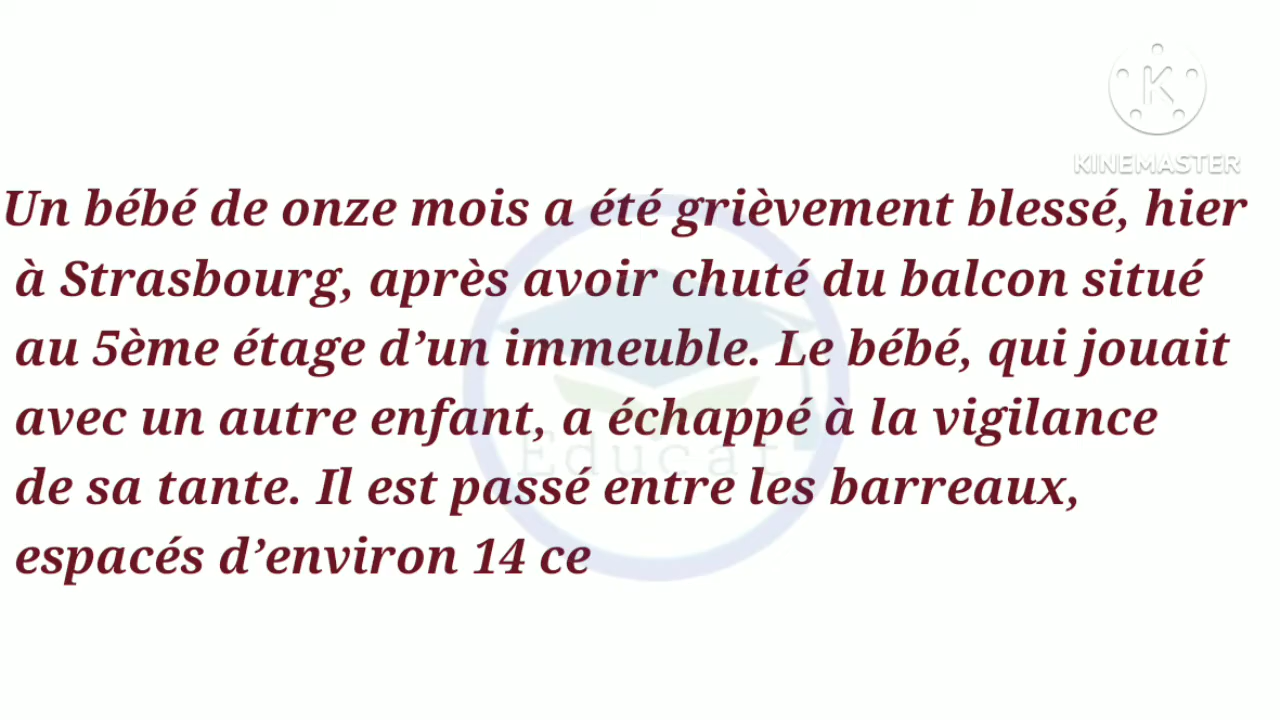 KINEMASTER
Un bébé de onze mois a été grièvement blessé, hier
à Strasbourg, après avoir chuté du balcon situé
au 5ème étage d’un immeuble. Le bébé, qui jouait
avec un autre enfant, a échappé à la vigilance
Educat
de sa tante. Il est passé entre les barreaux,
espacés d’environ 14 ce